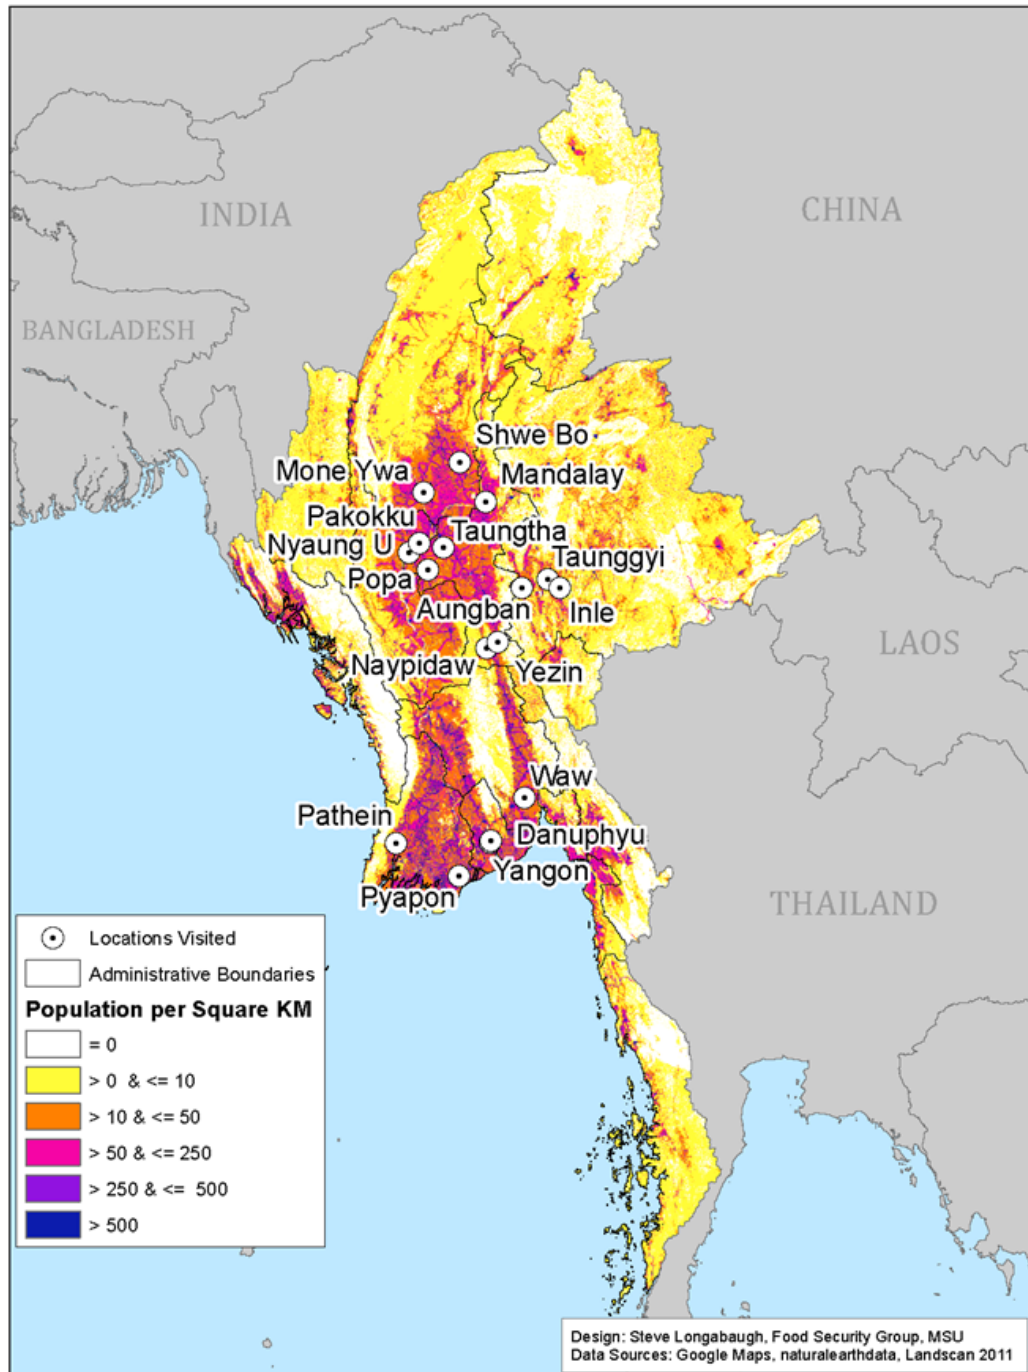 INDIA
CHINA
BANGLADESH
Shwe Bo
Mone Ywa
Mandalay
Pakokku
Taungtha
Nyaung U
Taunggyi
Popa
Aungban
Inle
LAOS
Naypidaw
Yezin
Waw
Pathein
Danuphyu
Yangon
Pyapon
THAILAND
Locations Visited
Administrative Boundaries
Population per Square KM
= 0
> 0 & <= 10
> 10 & <= 50
> 50 & <= 250
> 250 & <= 500
> 500
Design: Steve Longabaugh, Food Security Group, MSU
Data Sources: Google Maps, naturalearthdata, Landscan 2011